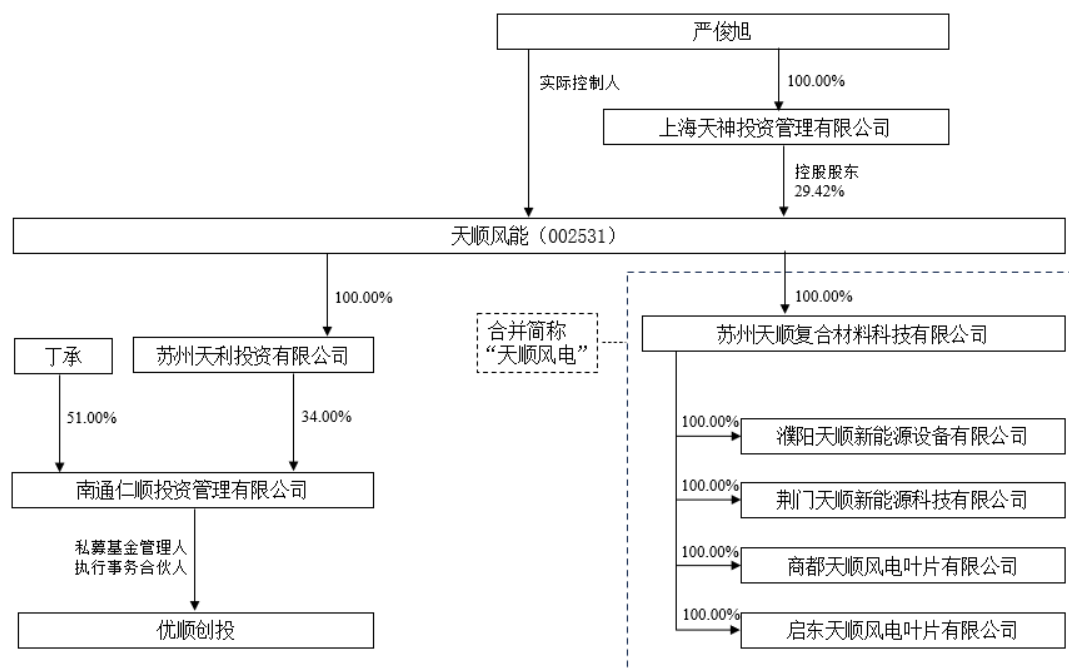 严俊旭
实际控制人
100.00%
上海天神投资管理有限公司
控股股东
29.42%
天顺风能（002531）
100.00%
100.00%
合并简称
“天顺风电”
苏州天顺复合材料科技有限公司
丁承
苏州天利投资有限公司
51.00%
34.00%
100.00%
濮阳天顺新能源设备有限公司
南通仁顺投资管理有限公司
100.00%
荆门天顺新能源科技有限公司
私募基金管理人
执行事务合伙人
100.00%
商都天顺风电叶片有限公司
优顺创投
100.00%
启东天顺风电叶片有限公司